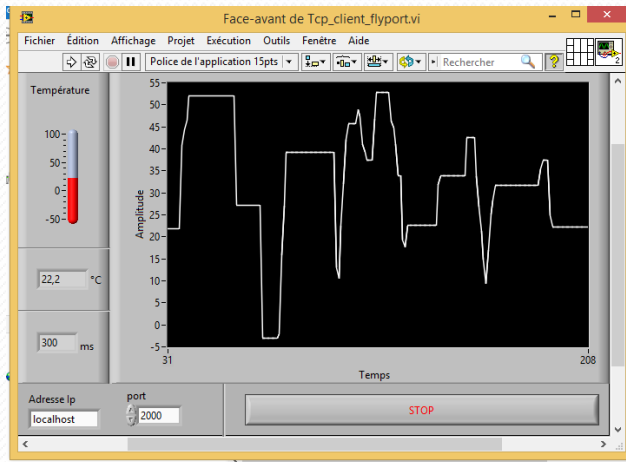 Face-avant de Tcp_client_flyport.vi
Fichier Édition Affichage Projet Exécution Outils Fenêtre Aide
Police de l'application 15pts Rechercher 2
Température
100-
50-
0-
-50-
22,2 °C
300 ms
Amplitude
55-
50-
45-
40-
35-
30-
25-
20-
15-
10-
5-
0-
-5-
31 208
Temps
Adresse Ip port
localhost 2000
STOP